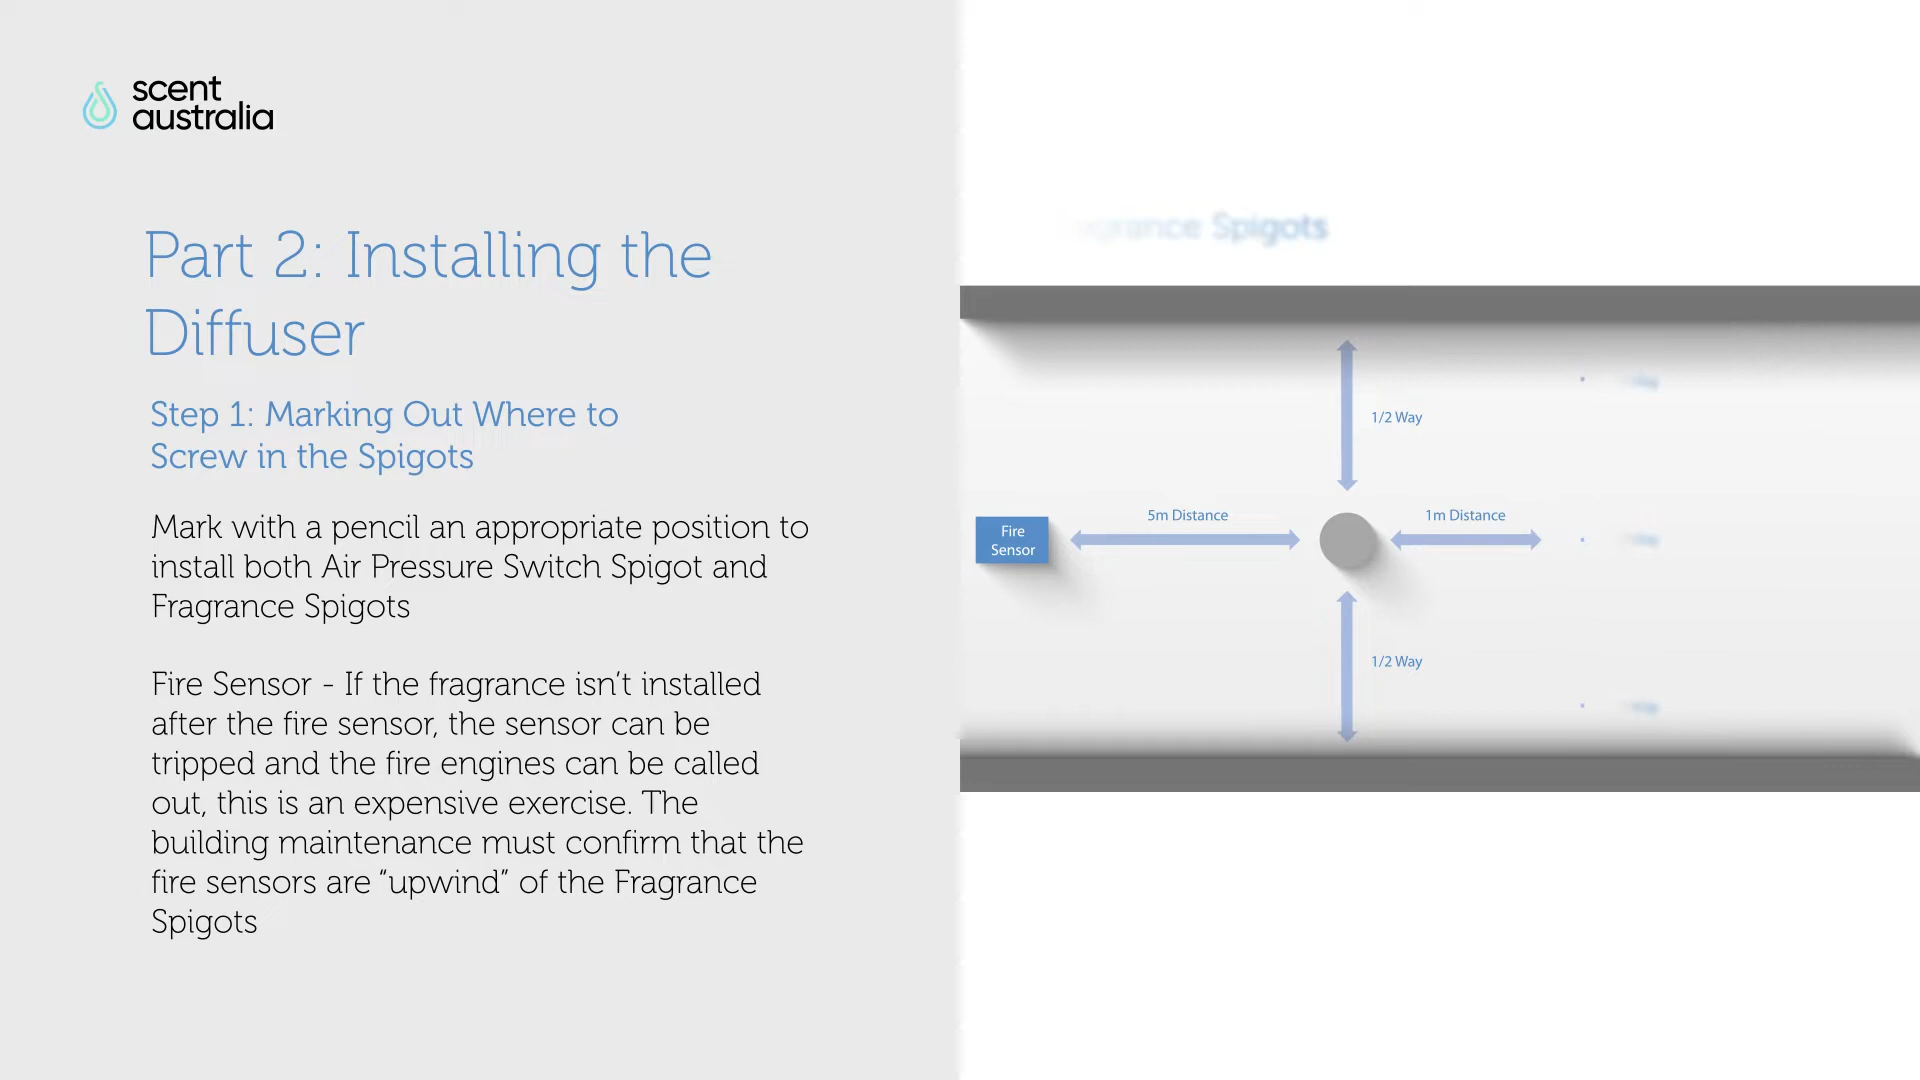 scent
australia
Part 2: Installing the
Diffuser
Step 1: Marking Out Where to
Screw in the Spigots
Mark with a pencil an appropriate position to
install both Air Pressure Switch Spigot and
Fragrance Spigots
Fire Sensor - If the fragrance isn’t installed
after the fire sensor, the sensor can be
tripped and the fire engines can be called
out, this is an expensive exercise. The
building maintenance must confirm that the
fire sensors are “upwind” of the Fragrance
Spigots
Spigots
1/2 Way
5m Distance
1m Distance
Fire
Sensor
1/2 Way